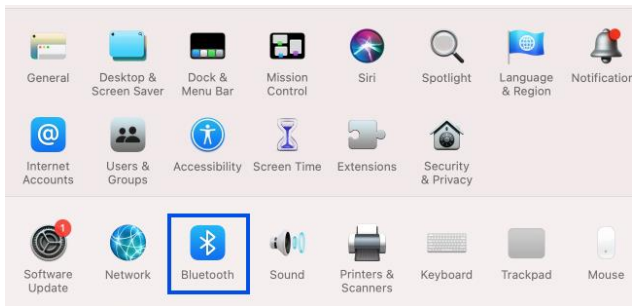 General
Desktop &
Screen Saver
Dock &
Menu Bar
Mission
Control
Siri
Spotlight
Language
& Region
Notification
@
Internet
Accounts
Users &
Groups
Accessibility
Screen Time
Extensions
Security
& Privacy
1
Software
Update
Network
Bluetooth
Sound
Printers &
Scanners
Keyboard
Trackpad
Mouse